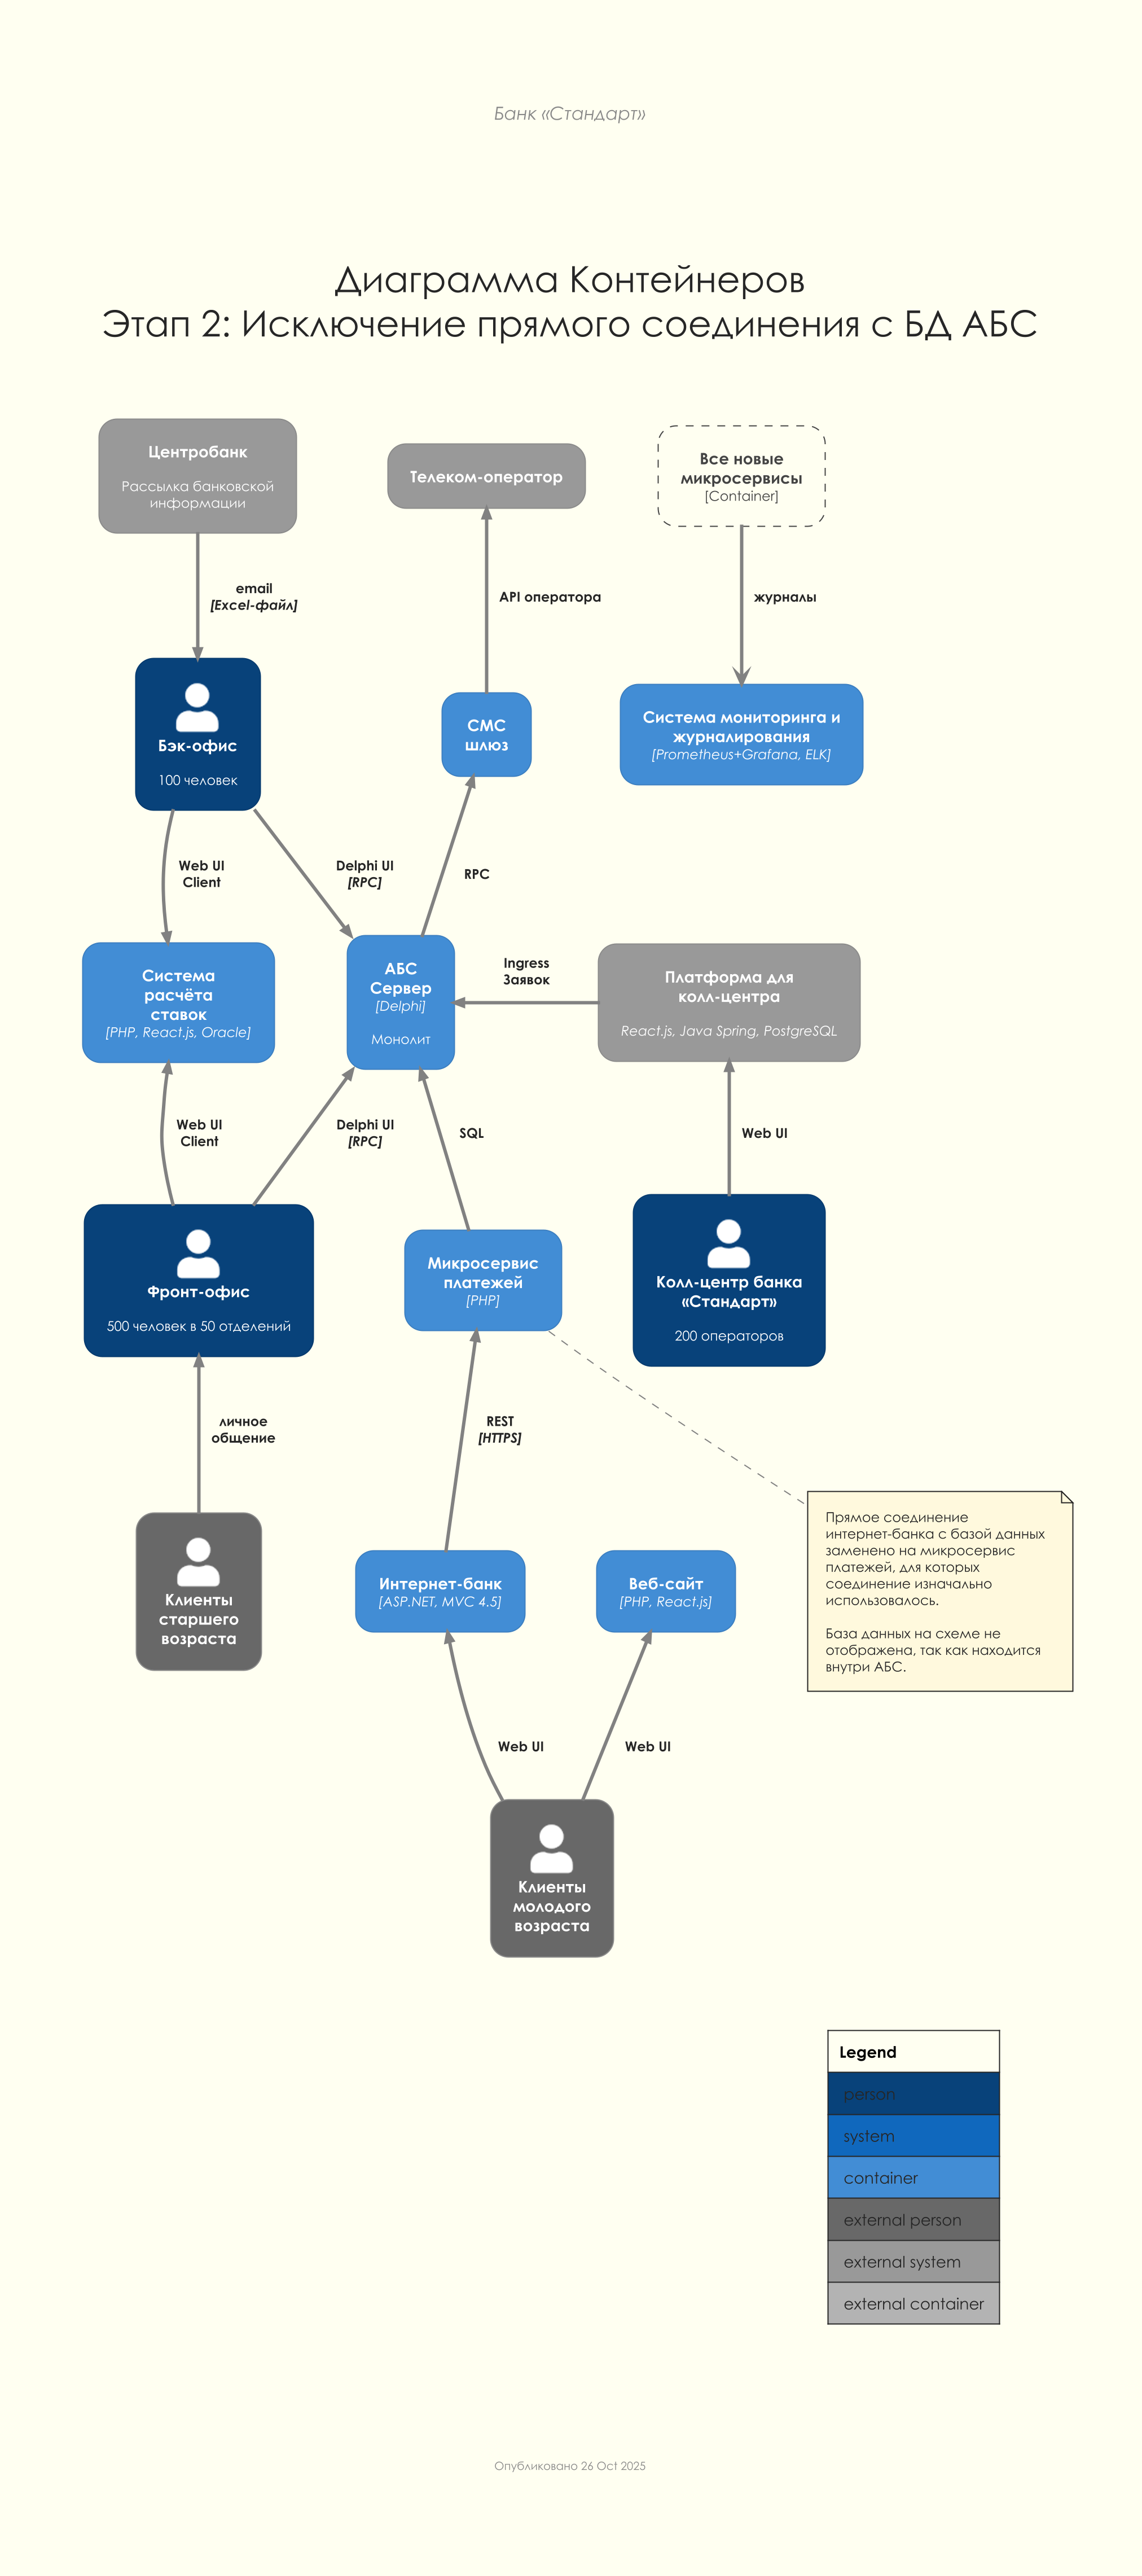 Банк «Стандарт»
Диаграмма Контейнеров
Этап 2: Исключение прямого соединения с БД АБС
Центробанк
Рассылка банковской
информации
Телеком-оператор
Все новые
микросервисы
[Container]
email
[Excel-файл]
API оператора
журналы
Бэк-офис
100 человек
СМС
шлюз
Система мониторинга и
журналирования
[Prometheus+Grafana, ELK]
Web UI
Client
Delphi UI
[RPC]
RPC
Система
расчёта
ставок
[PHP, React.js, Oracle]
АБС
Сервер
[Delphi]
Монолит
Ingress
Заявок
Платформа для
колл-центра
React.js, Java Spring, PostgreSQL
Web UI
Client
Delphi UI
[RPC]
SQL
Web UI
Фронт-офис
500 человек в 50 отделений
Микросервис
платежей
[PHP]
Колл-центр банка
«Стандарт»
200 операторов
личное
общение
REST
[HTTPS]
Клиенты
старшего
возраста
Интернет-банк
[ASP.NET, MVC 4.5]
Веб-сайт
[PHP, React.js]
Прямое соединение
интернет-банка с базой данных
заменено на микросервис
платежей, для которых
соединение изначально
использовалось.
База данных на схеме не
отображена, так как находится
внутри АБС.
Web UI
Web UI
Клиенты
молодого
возраста
Legend
person
system
container
external person
external system
external container
Опубликовано 26 Oct 2025